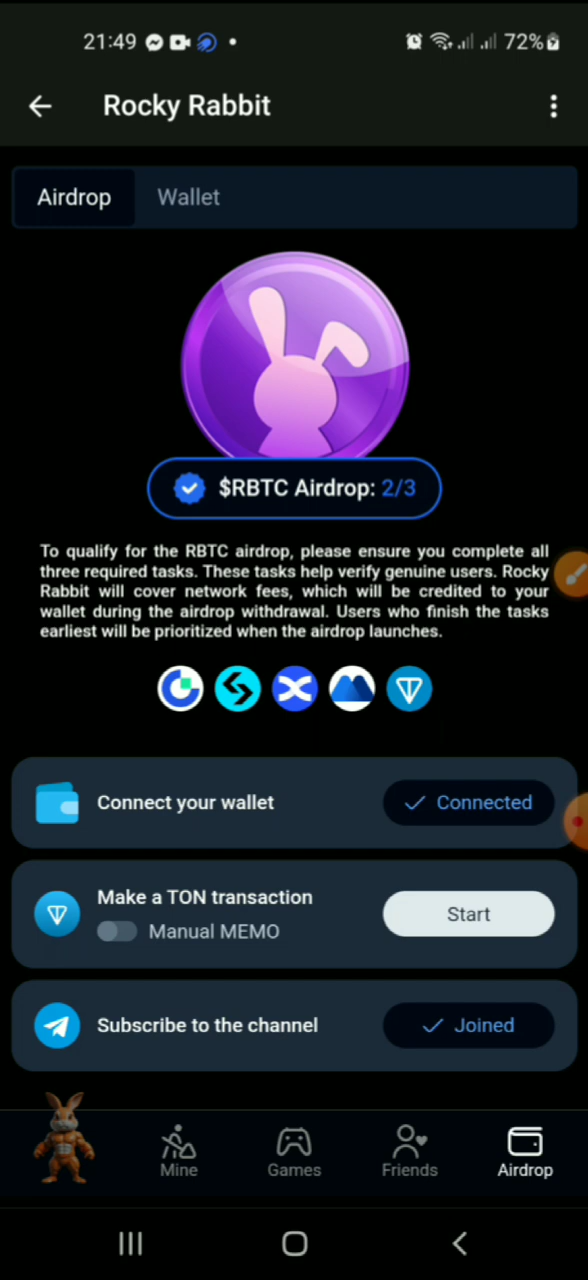 21:49 72%
Rocky Rabbit
Airdrop Wallet
$RBTC Airdrop: 2/3
To qualify for the RBTC airdrop, please ensure you complete all
three required tasks. These tasks help verify genuine users. Rocky
Rabbit will cover network fees, which will be credited to your
wallet during the airdrop withdrawal. Users who finish the tasks
earliest will be prioritized when the airdrop launches.
Connect your wallet Connected
Make a TON transaction
Manual MEMO Start
Subscribe to the channel Joined
Mine Games Friends Airdrop